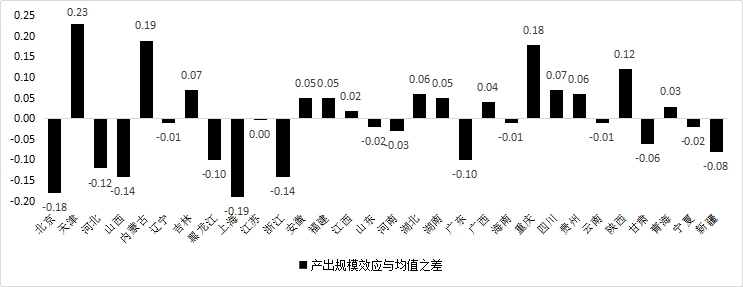 0.25
0.20
0.15
0.10
0.05
0.00
-0.05
-0.10
-0.15
-0.20
-0.18
0.23
-0.12
-0.14
0.19
-0.01
0.07
-0.10
-0.19
0.00
-0.14
0.05
0.05
0.02
-0.02
-0.03
0.06
0.05
-0.10
0.04
-0.01
0.18
0.07
0.06
-0.01
0.12
-0.06
0.03
-0.02
-0.08
北京
天津
河北
山西
内蒙古
辽宁
吉林
黑龙江
上海
江苏
浙江
安徽
福建
江西
山东
河南
湖北
湖南
广东
广西
海南
重庆
四川
贵州
云南
陕西
甘肃
青海
宁夏
新疆
产出规模效应与均值之差